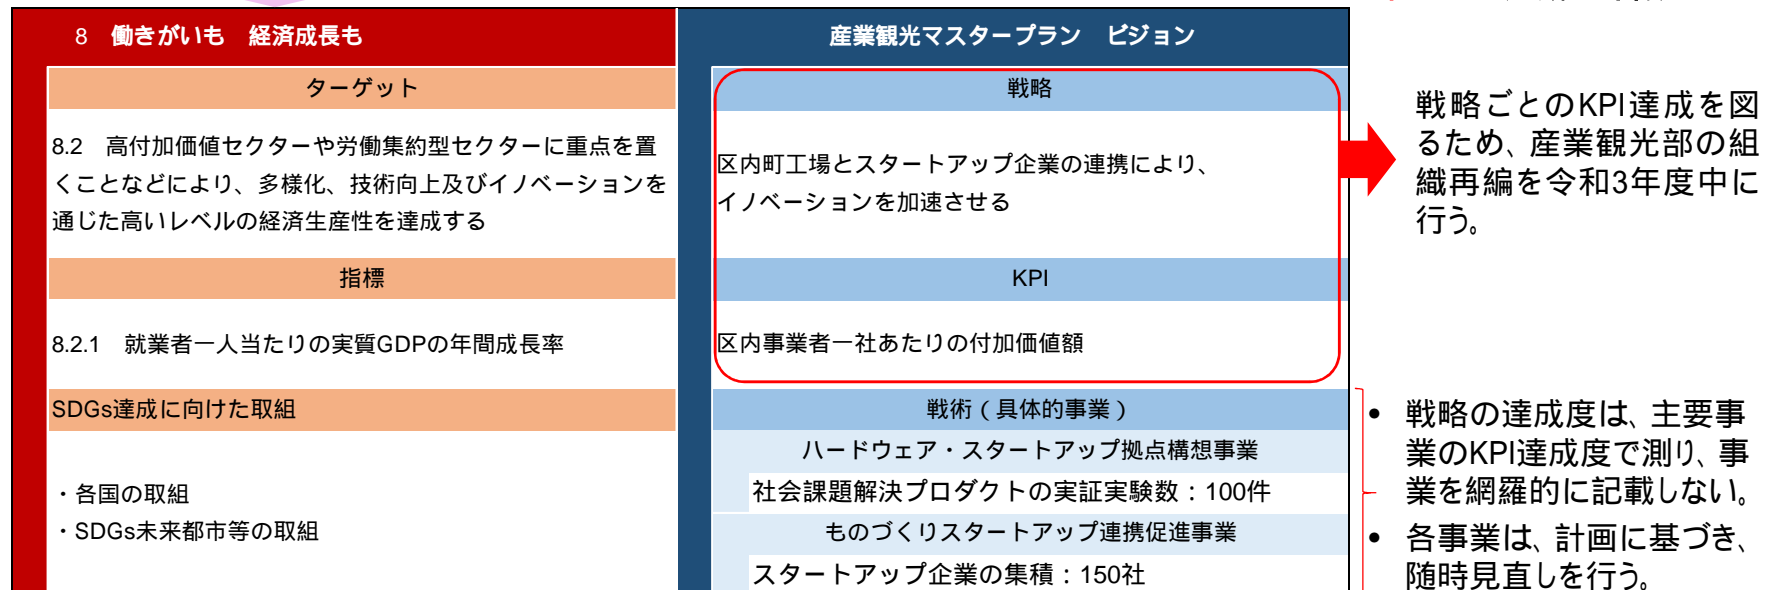 8 働きがいも　経済成長も
ターゲット
8.2　高付加価値セクターや労働集約型セクターに重点を置
くことなどにより、多様化、技術向上及びイノベーションを
通じた高いレベルの経済生産性を達成する
指標
8.2.1　就業者一人当たりの実質GDPの年間成長率
SDGs達成に向けた取組
・各国の取組
・SDGs未来都市等の取組
産業観光マスタープラン　ビジョン
戦略
区内町工場とスタートアップ企業の連携により、
イノベーションを加速させる
KPI
区内事業者一社あたりの付加価値額
戦術（具体的事業）
ハードウェア・スタートアップ拠点構想事業
社会課題解決プロダクトの実証実験数：100件
ものづくりスタートアップ連携促進事業
スタートアップ企業の集積：150社
戦略ごとのKPI達成を図
るため、産業観光部の組
織再編を令和3年度中に
行う。
• 戦略の達成度は、主要事
業のKPI達成度で測り、事
業を網羅的に記載しない。
• 各事業は、計画に基づき、
随時見直しを行う。